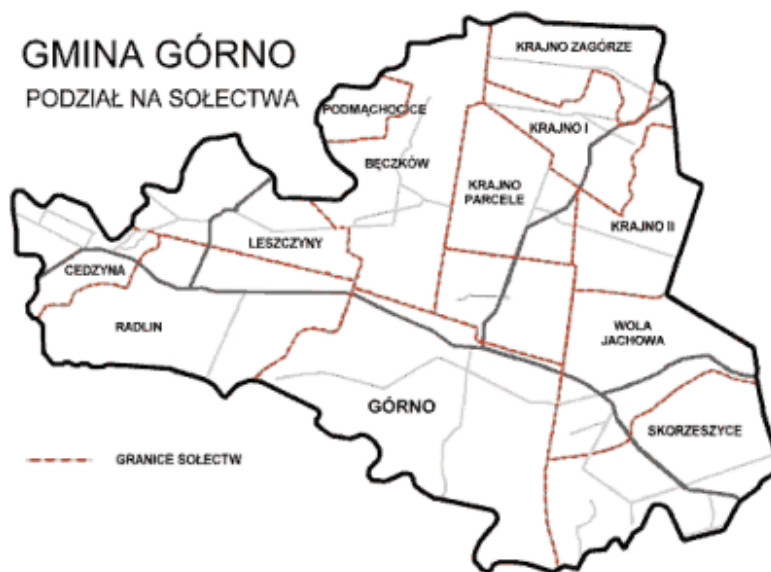 GMINA GÓRNO
PODZIAŁ NA SOŁECTWA
KRAJNO ZAGÓRZE
PODMĄCHOCICE
KRAJNO I
BĘCZKÓW
KRAJNO
PARCELE
KRAJNO II
LESZCZYNY
CEDZYNA
RADLIN
WOLA
JACHOWA
GÓRNO
SKORZESZYCE
GRANICE SOŁECTW